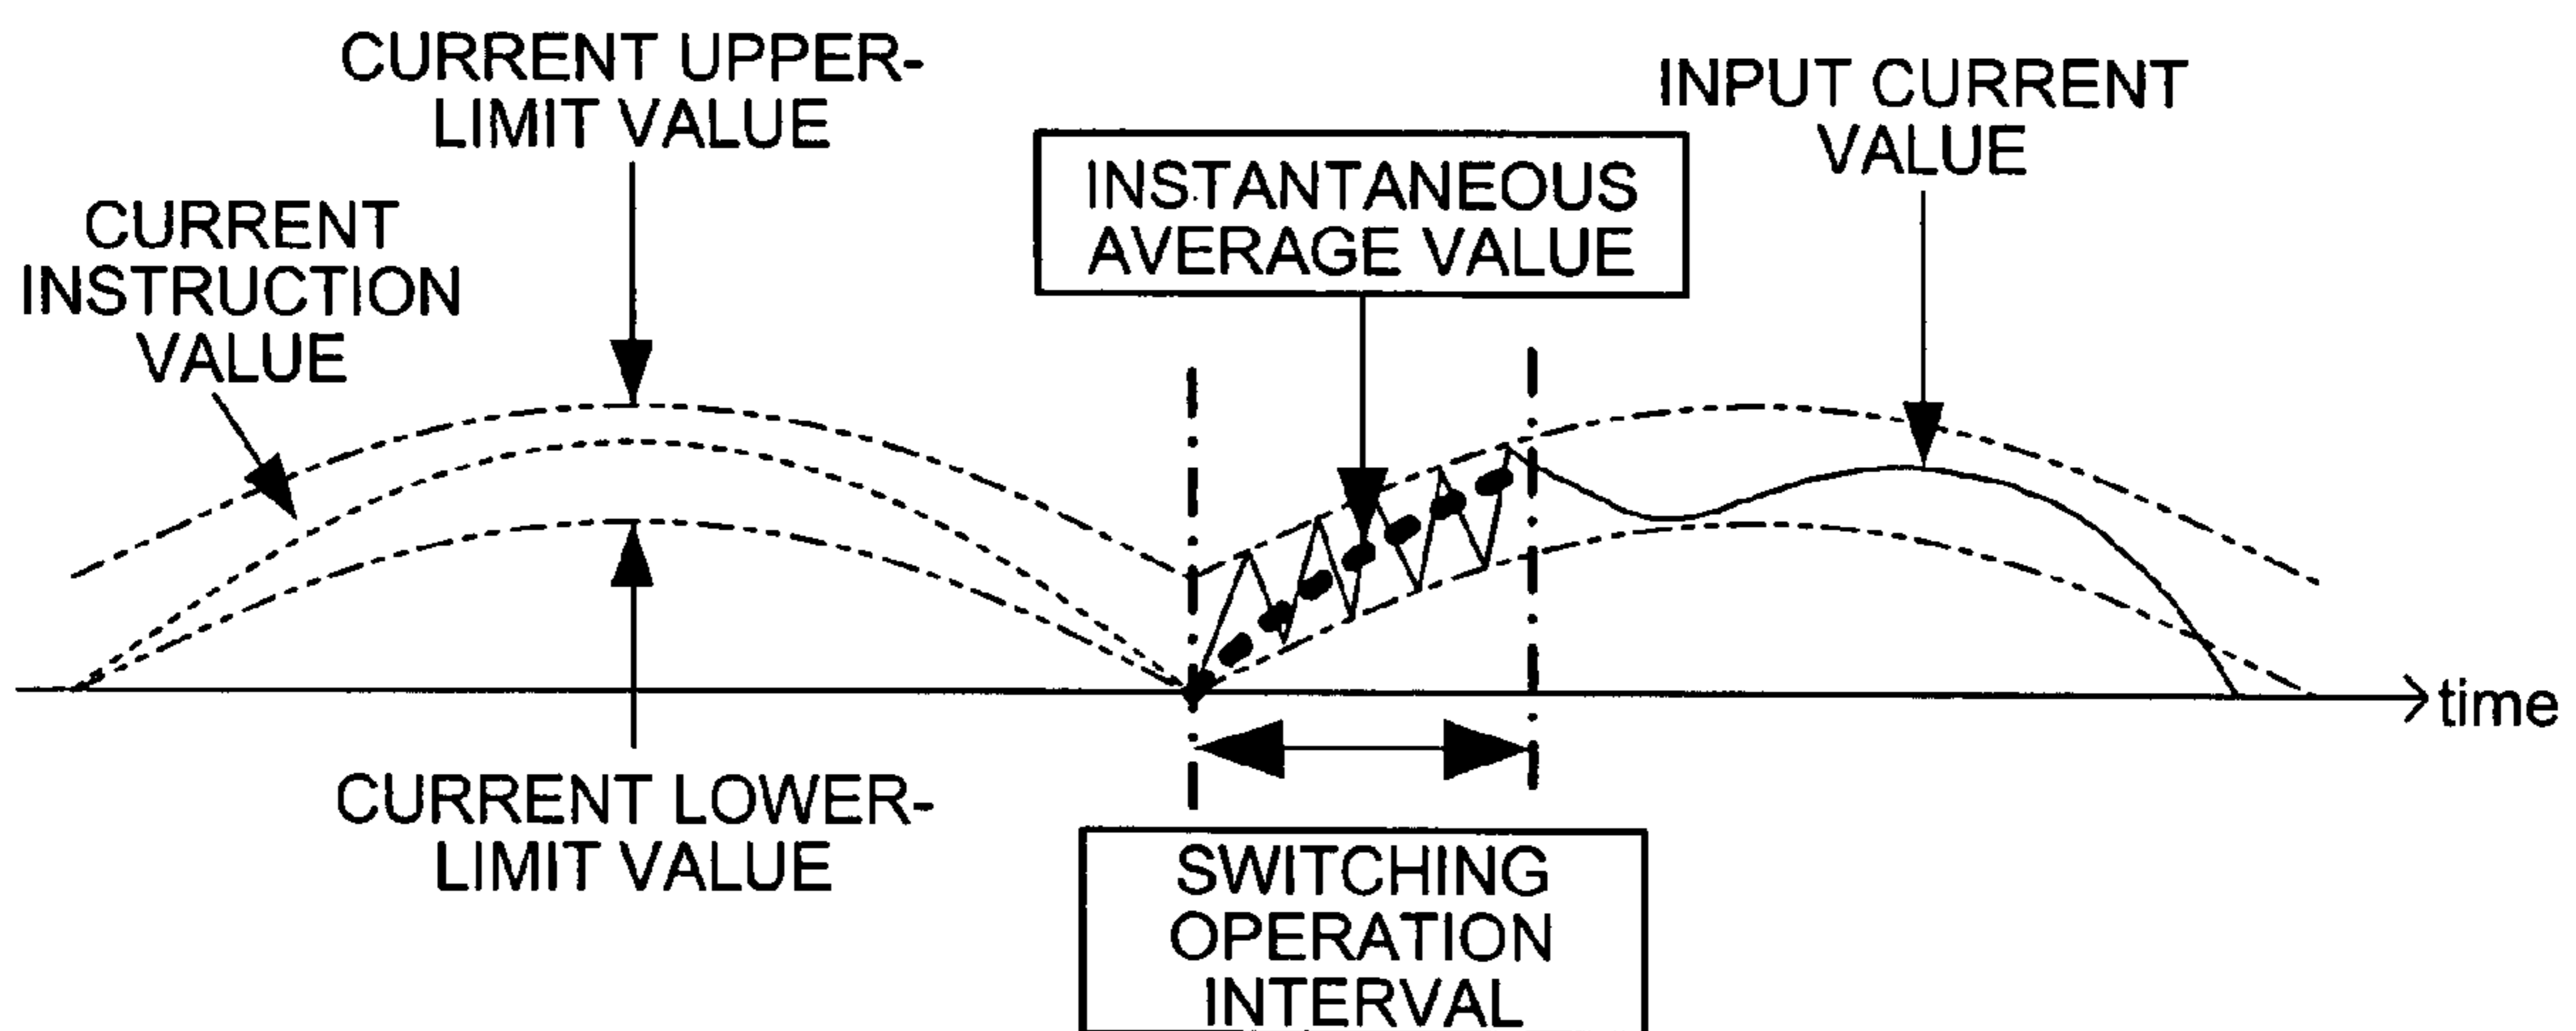 CURRENT UPPER-
LIMIT VALUE
CURRENT
INSTRUCTION
VALUE
INSTANTANEOUS
AVERAGE VALUE
INPUT CURRENT
VALUE
time
CURRENT LOWER-
LIMIT VALUE
SWITCHING
OPERATION
INTERVAL